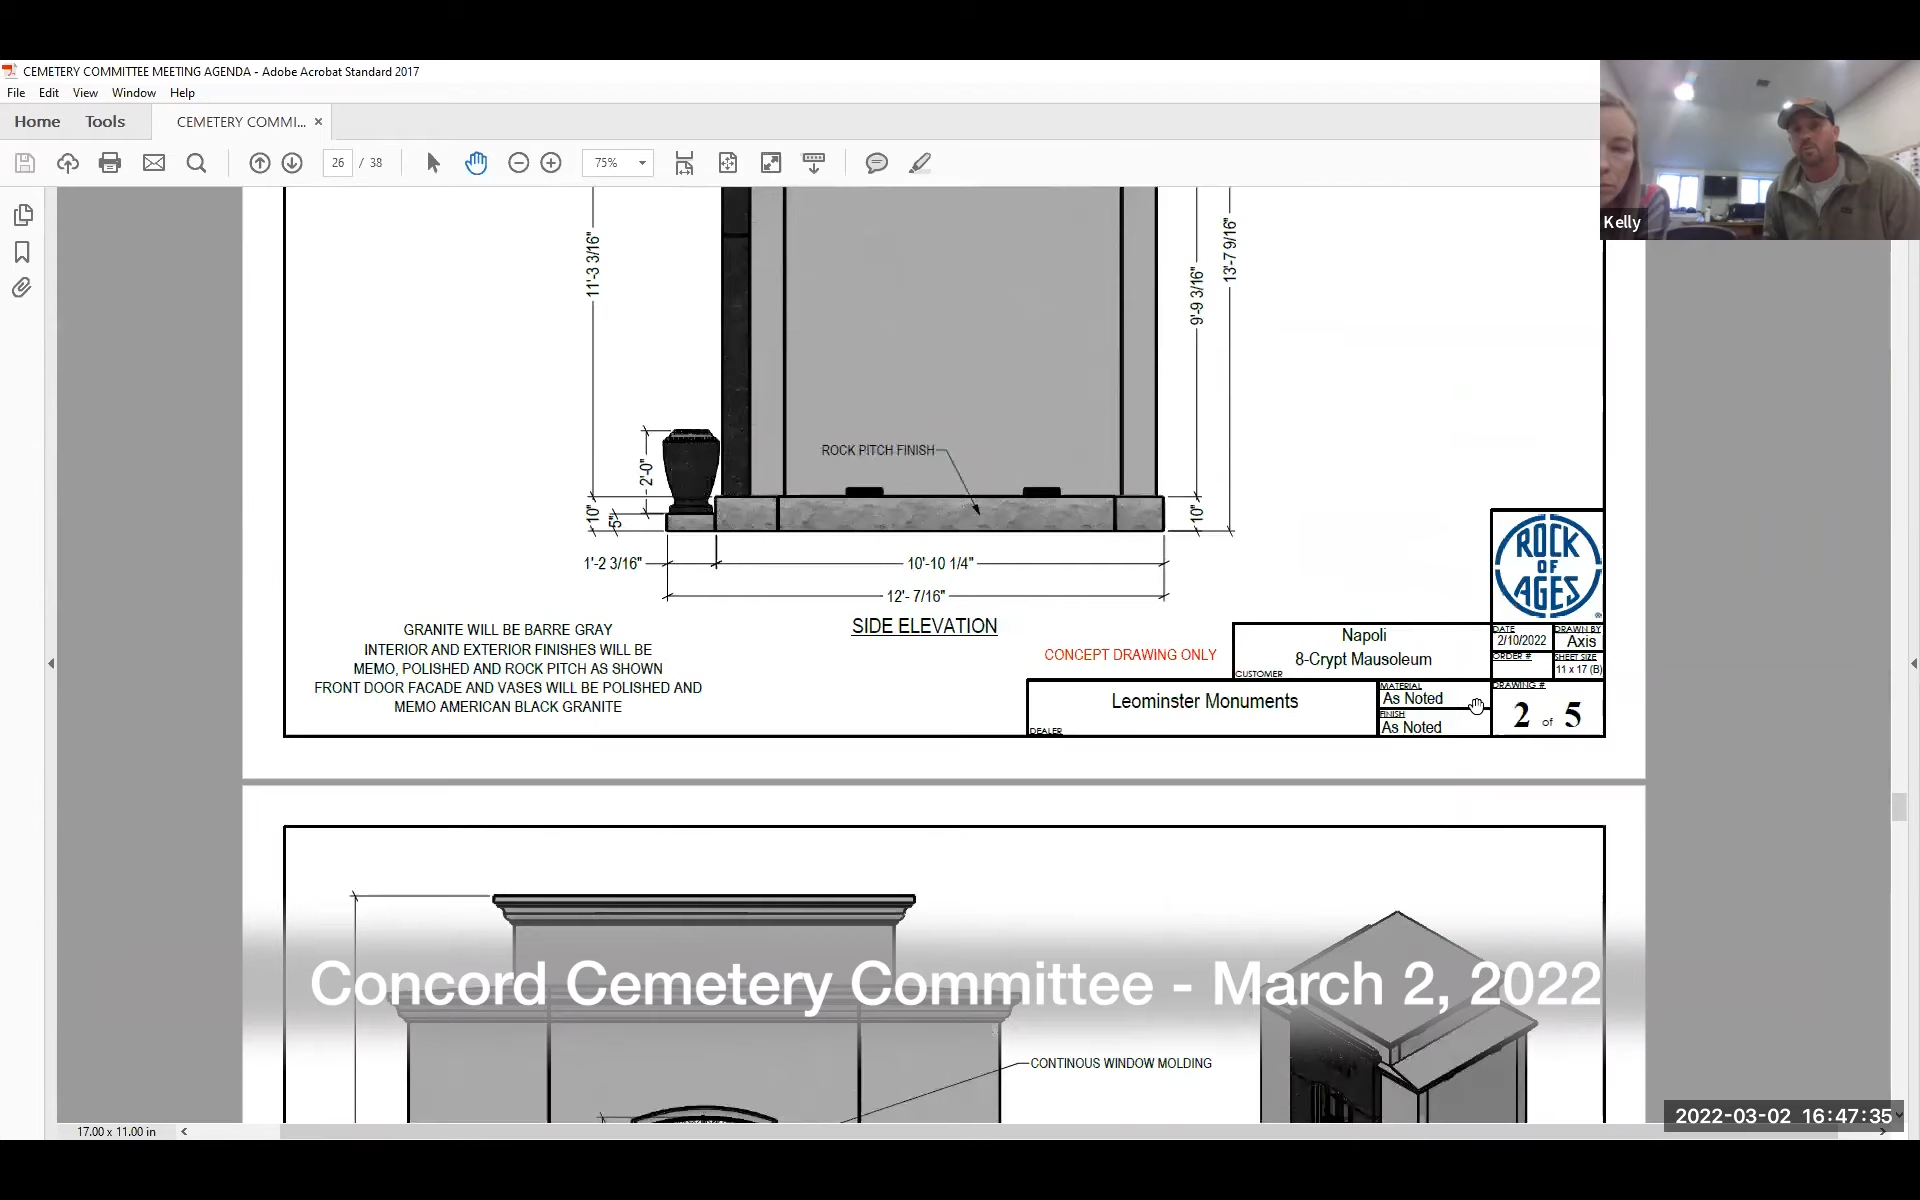 CEMETERY COMMITTEE MEETING AGENDA - Adobe Acrobat Standard 2017
File Edit View Window Help
Home Tools CEMETERY COMMI... ×
26 / 38 75%
Kelly
11'-3 3/16"
9'-9 3/16"
13'-7 9/16"
2'-0"
ROCK PITCH FINISH
10"
5"
10"
1'-2 3/16"
10'-10 1/4"
12'- 7/16"
SIDE ELEVATION
GRANITE WILL BE BARRE GRAY
INTERIOR AND EXTERIOR FINISHES WILL BE
MEMO, POLISHED AND ROCK PITCH AS SHOWN
FRONT DOOR FACADE AND VASES WILL BE POLISHED AND
MEMO AMERICAN BLACK GRANITE
CONCEPT DRAWING ONLY
ROCK
OF
AGES
®
Napoli
8-Crypt Mausoleum
CUSTOMER
DATE
2/10/2022
DRAWN BY
Axis
ORDER #
SHEET SIZE
11 x 17 (B)
Leominster Monuments
DEALER
MATERIAL
As Noted
FINISH
As Noted
DRAWING #
2 of 5
Concord Cemetery Committee - March 2, 2022
CONTINOUS WINDOW MOLDING
2022-03-02 16:47:35
17.00 x 11.00 in